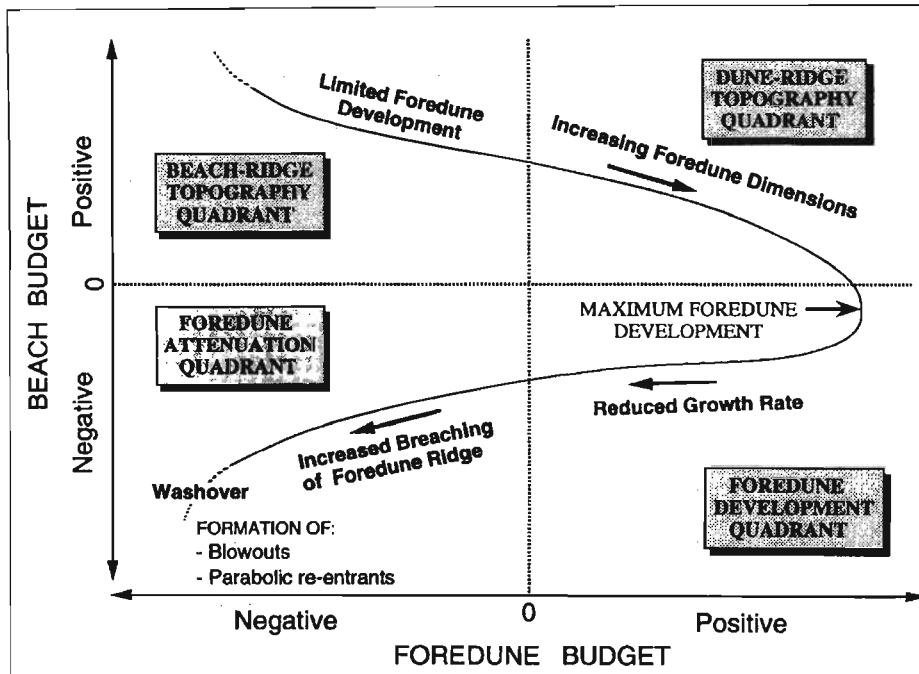 Limited Foredune
Development
DUNE-RIDGE
TOPOGRAPHY
QUADRANT
Increasing Foredune Dimensions
BEACH-RIDGE
TOPOGRAPHY
QUADRANT
BEACH BUDGET
Positive
0
Negative
FOREDUNE
ATTENUATION
QUADRANT
MAXIMUM FOREDUNE
DEVELOPMENT
Reduced Growth Rate
Increased Breaching
of Foredune Ridge
Washover
FORMATION OF:
- Blowouts
- Parabolic re-entrants
FOREDUNE
DEVELOPMENT
QUADRANT
Negative
0
Positive
FOREDUNE BUDGET